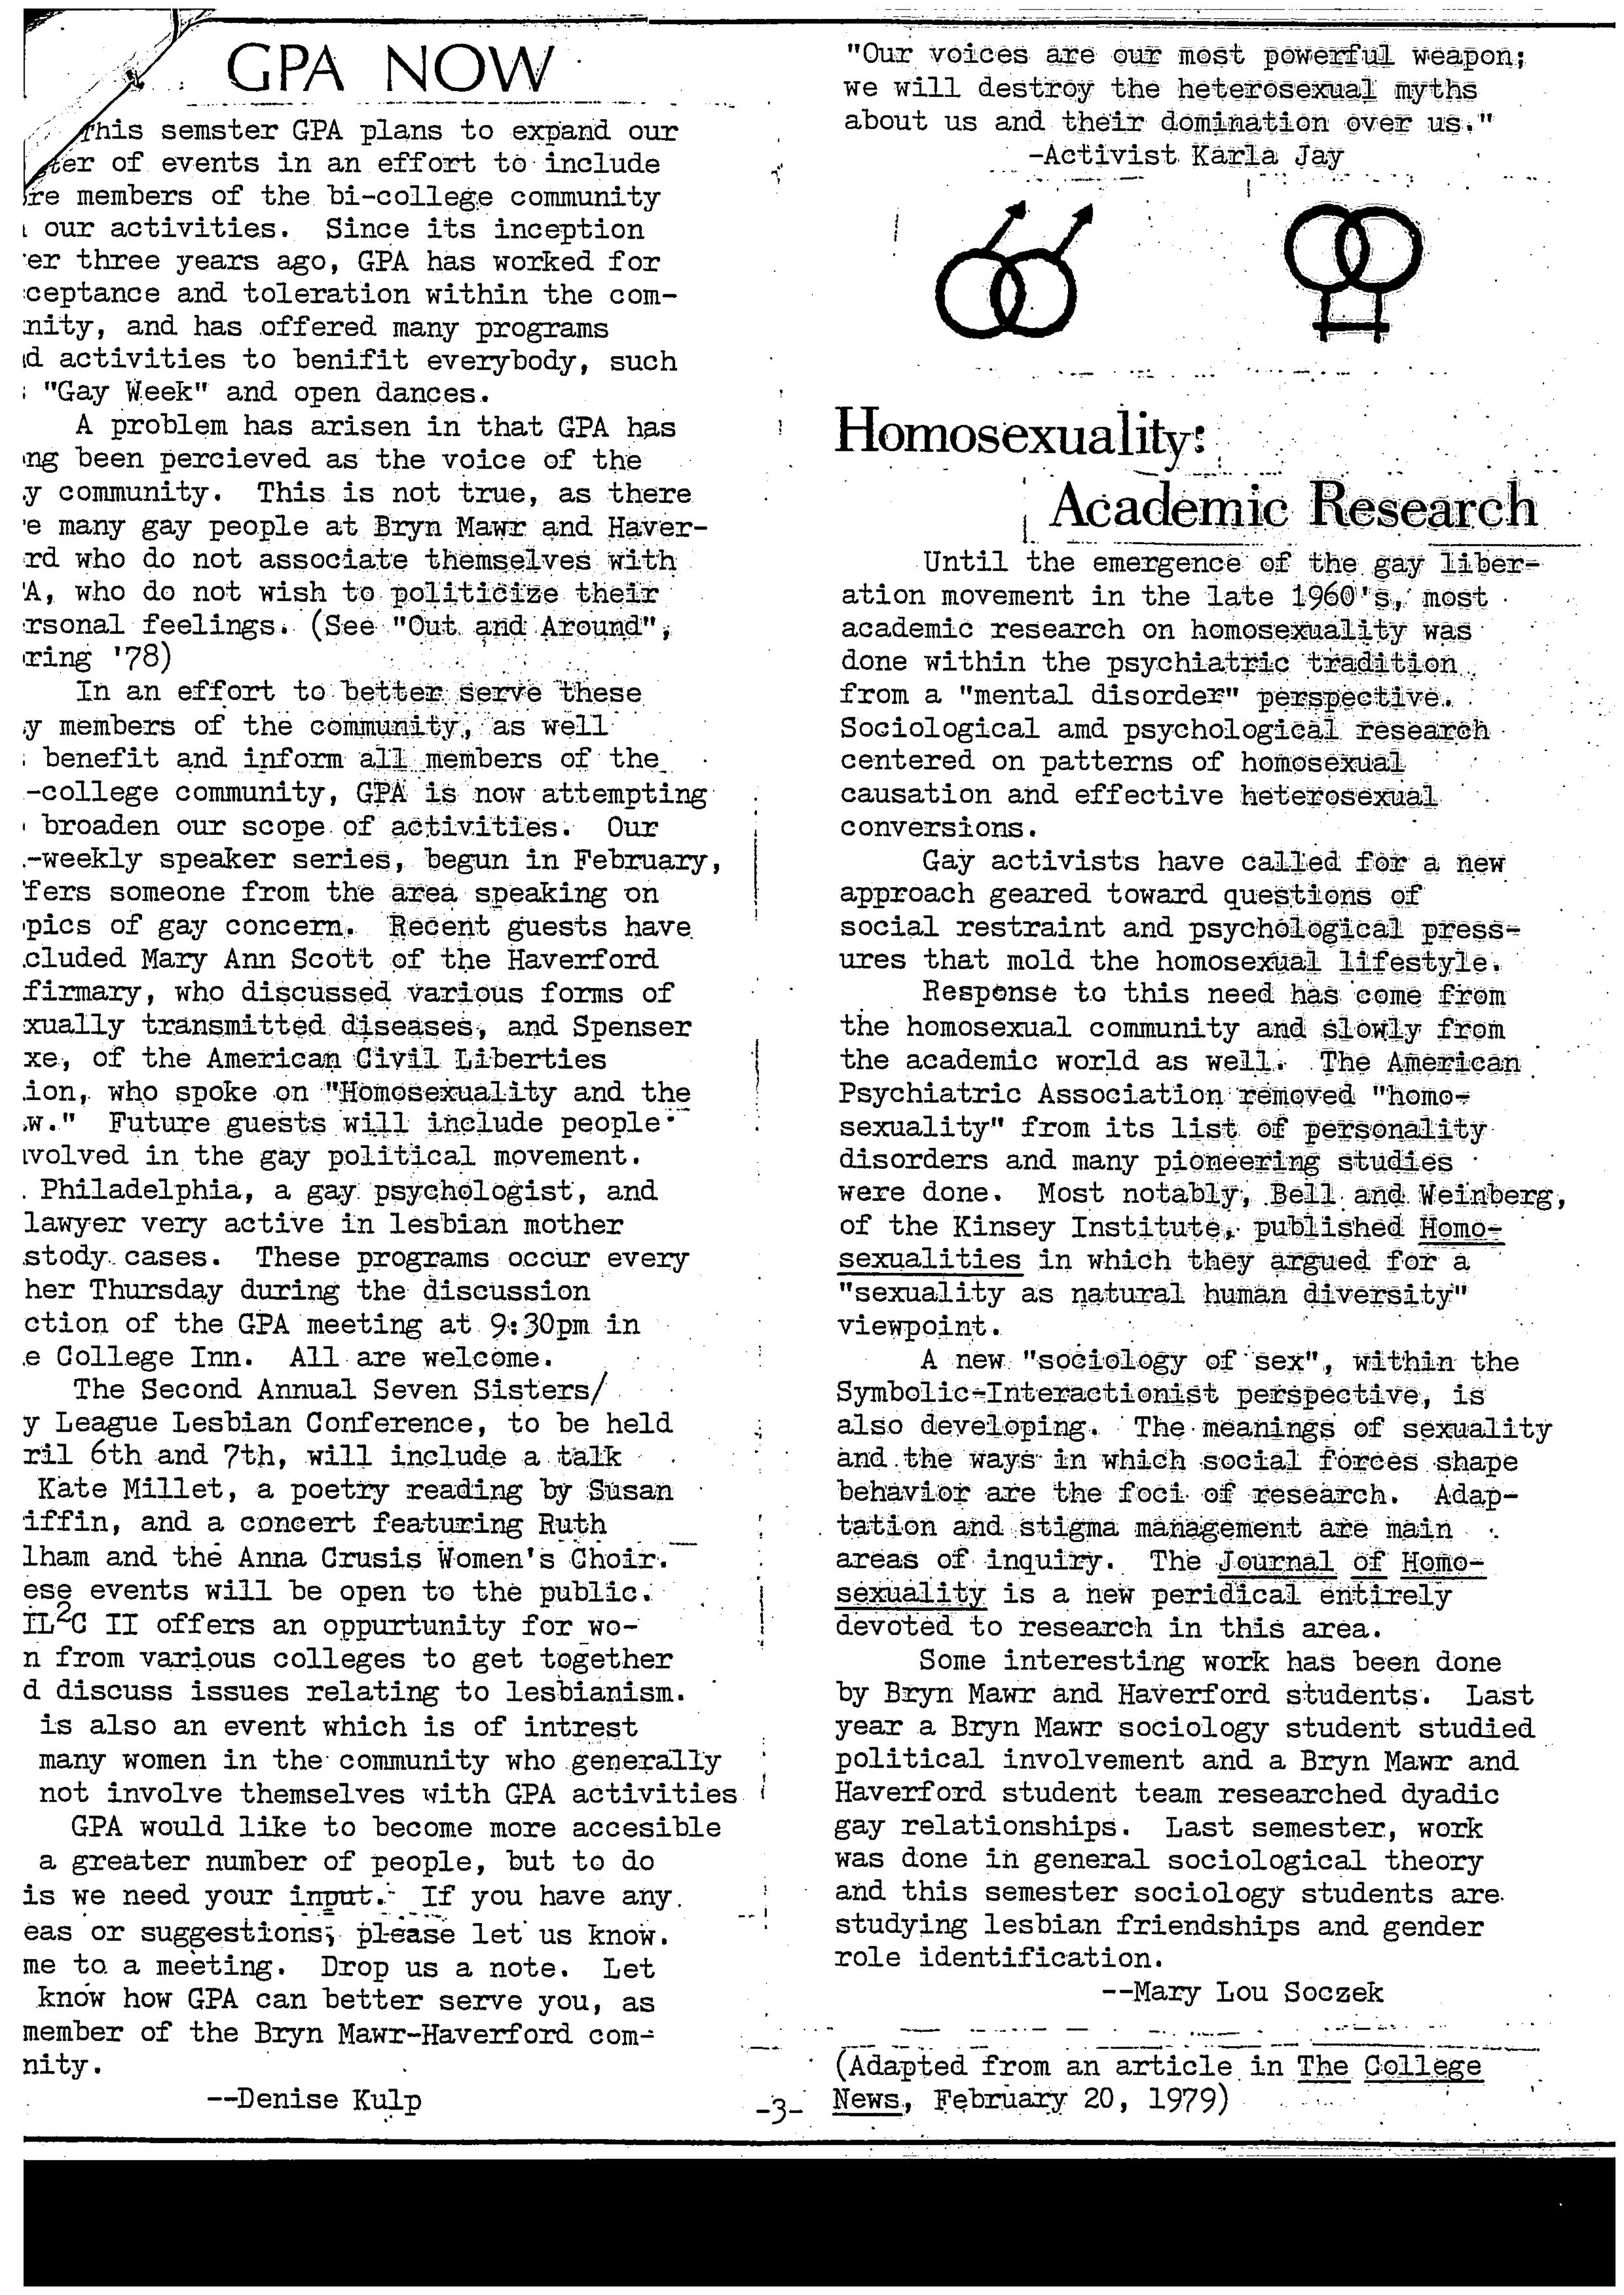 GPA NOW
This semster GPA plans to expand our
ter of events in an effort to include
re members of the bi-college community
our activities. Since its inception
er three years ago, GPA has worked for
ceptance and toleration within the com-
nity, and has offered many programs
d activities to benifit everybody, such
"Gay Week" and open dances.
A problem has arisen in that GPA has
ng been percieved as the voice of the
y community. This is not true, as there
e many gay people at Bryn Mawr and Haver-
rd who do not associate themselves with
A, who do not wish to politicize their
rsonal feelings. (See "Out and Around",
ring '78)
In an effort to better serve these
y members of the community, as well
benefit and inform all members of the
-college community, GPA is now attempting
broaden our scope of activities. Our
-weekly speaker series, begun in February,
fers someone from the area speaking on
pics of gay concern. Recent guests have
cluded Mary Ann Scott of the Haverford
firmary, who discussed various forms of
xually transmitted diseases, and Spenser
xe, of the American Civil Liberties
ion, who spoke on "Homosexuality and the
w." Future guests will include people
volved in the gay political movement.
. Philadelphia, a gay psychologist, and
lawyer very active in lesbian mother
stody cases. These programs occur every
her Thursday during the discussion
ction of the GPA meeting at 9:30pm in
e College Inn. All are welcome.
The Second Annual Seven Sisters/
y League Lesbian Conference, to be held
ril 6th and 7th, will include a talk
Kate Millet, a poetry reading by Susan
iffin, and a concert featuring Ruth
lham and the Anna Crusis Women's Choir.
ese events will be open to the public.
IL²C II offers an oppurtunity for wo-
n from various colleges to get together
d discuss issues relating to lesbianism.
is also an event which is of intrest
many women in the community who generally
not involve themselves with GPA activities
GPA would like to become more accesible
a greater number of people, but to do
is we need your input. If you have any
eas or suggestions, please let us know.
me to a meeting. Drop us a note. Let
know how GPA can better serve you, as
member of the Bryn Mawr-Haverford com-
nity.
--Denise Kulp
"Our voices are our most powerful weapon;
we will destroy the heterosexual myths
about us and their domination over us."
-Activist Karla Jay
Homosexuality:
Academic Research
Until the emergence of the gay liber-
ation movement in the late 1960's, most
academic research on homosexuality was
done within the psychiatric tradition
from a "mental disorder" perspective.
Sociological amd psychological research
centered on patterns of homosexual
causation and effective heterosexual
conversions.
Gay activists have called for a new
approach geared toward questions of
social restraint and psychological press-
ures that mold the homosexual lifestyle.
Response to this need has come from
the homosexual community and slowly from
the academic world as well. The American
Psychiatric Association removed "homo-
sexuality" from its list of personality
disorders and many pioneering studies
were done. Most notably, Bell and Weinberg,
of the Kinsey Institute, published Homo-
sexualities in which they argued for a
"sexuality as natural human diversity"
viewpoint.
A new "sociology of sex", within the
Symbolic-Interactionist perspective, is
also developing. The meanings of sexuality
and the ways in which social forces shape
behavior are the foci of research. Adap-
tation and stigma management are main
areas of inquiry. The Journal of Homo-
sexuality is a new peridical entirely
devoted to research in this area.
Some interesting work has been done
by Bryn Mawr and Haverford students. Last
year a Bryn Mawr sociology student studied
political involvement and a Bryn Mawr and
Haverford student team researched dyadic
gay relationships. Last semester, work
was done in general sociological theory
and this semester sociology students are
studying lesbian friendships and gender
role identification.
--Mary Lou Soczek
(Adapted from an article in The College
News, February 20, 1979)
-3-